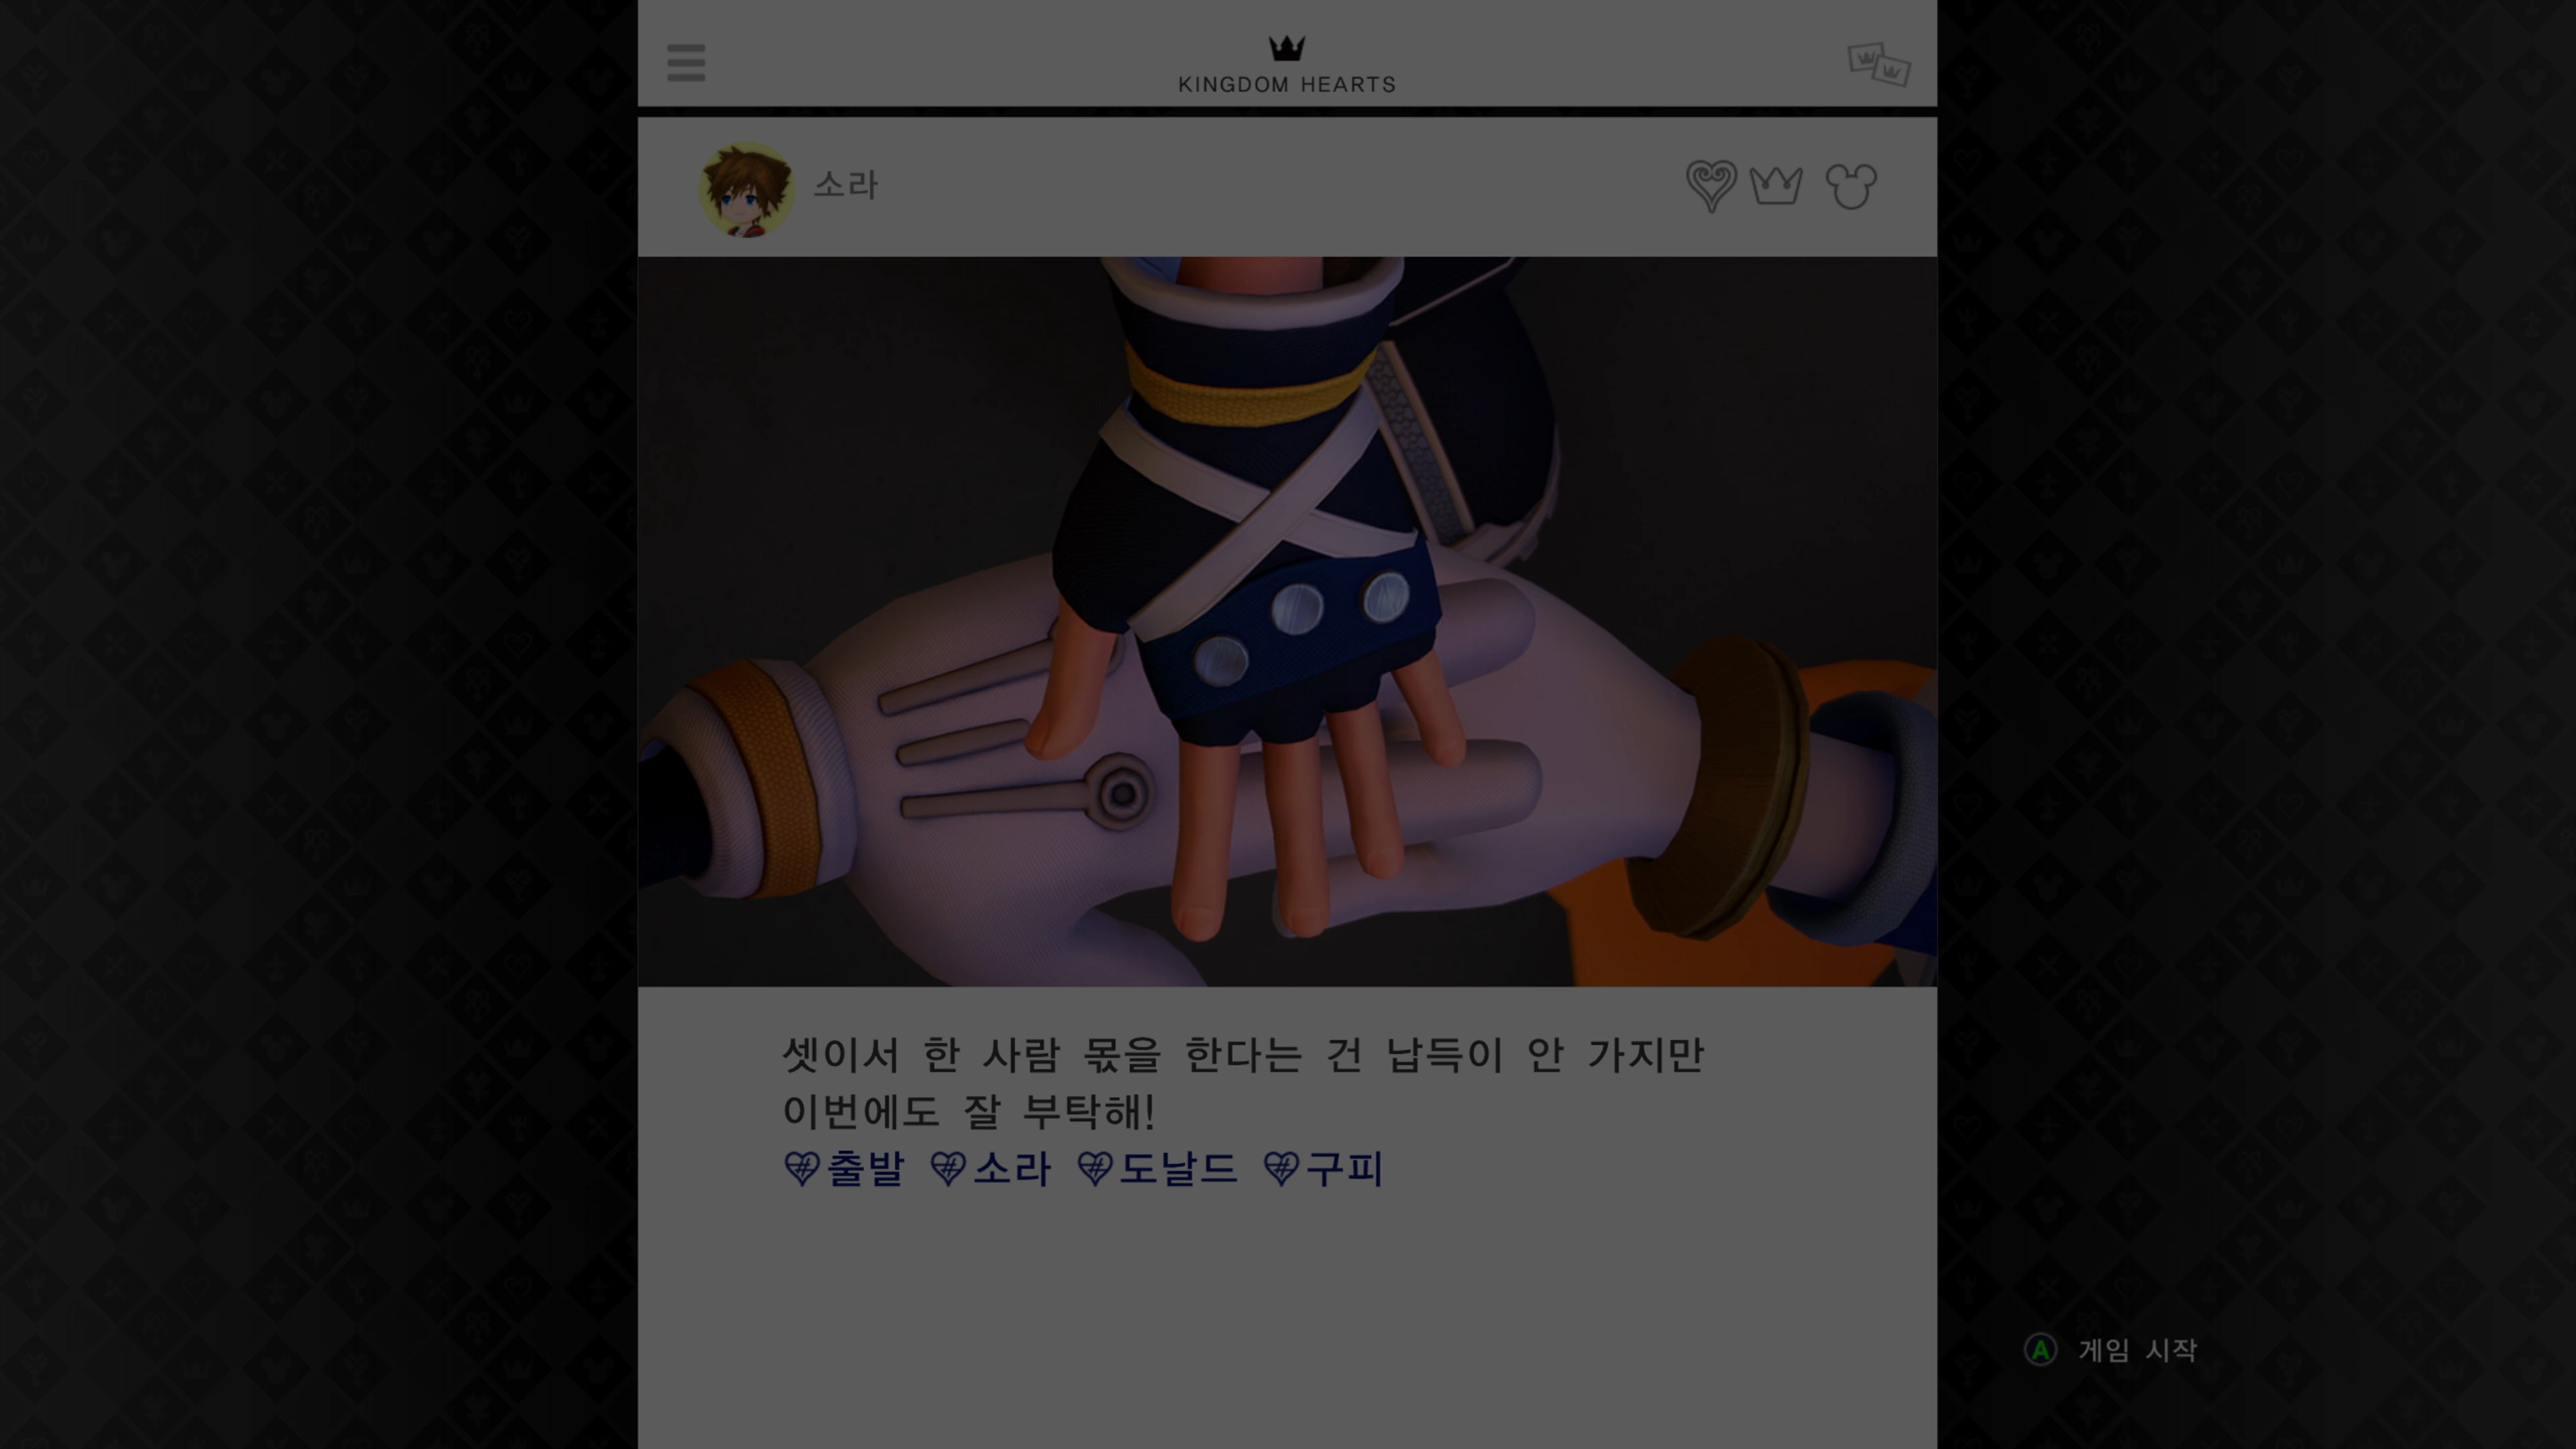 KINGDOM HEARTS
소라
셋이서 한 사람 몫을 한다는 건 납득이 안 가지만
이번에도 잘 부탁해!
#출발 #소라 #도날드 #구피
A 게임 시작